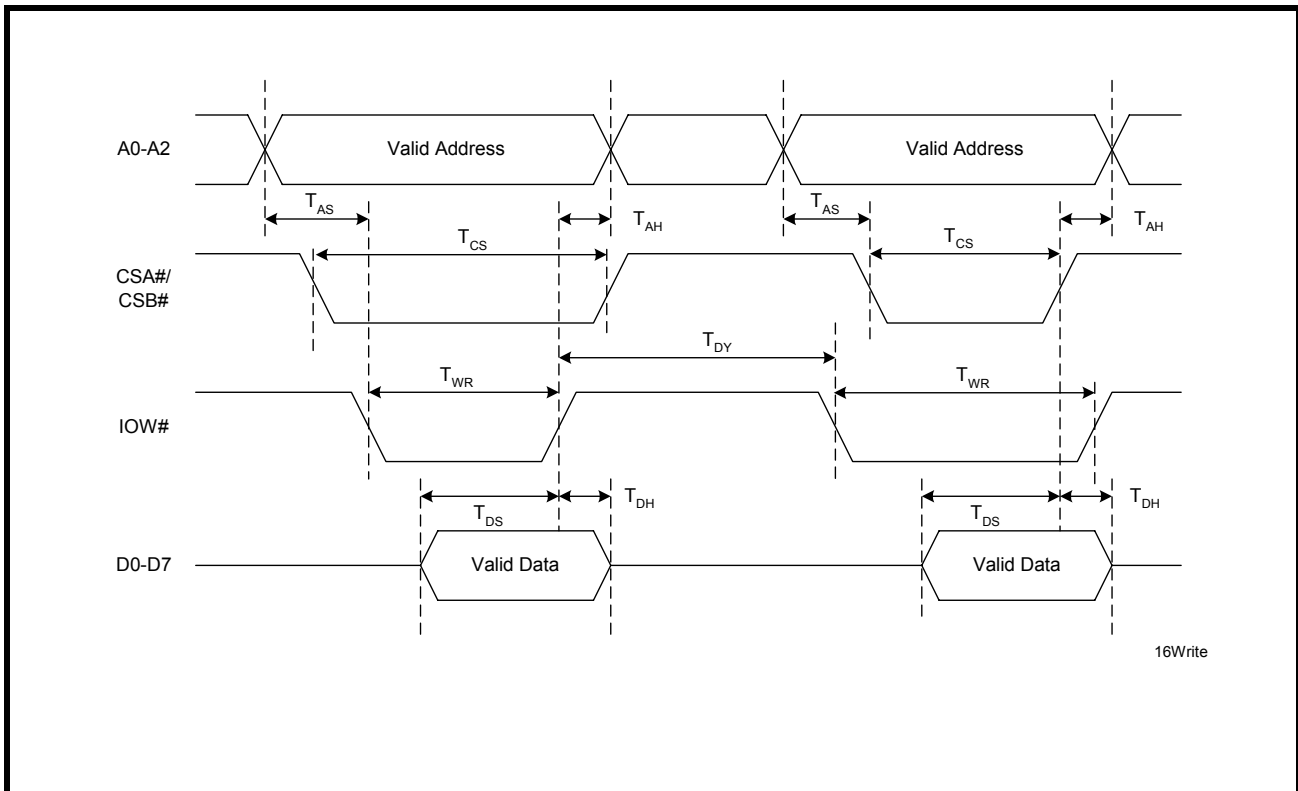 A0-A2
Valid Address
Valid Address
TAS
TAH
TAS
TAH
TCS
TCS
CSA#/
CSB#
TDY
TWR
TWR
IOW#
TDS
TDH
TDS
TDH
D0-D7
Valid Data
Valid Data
16Write